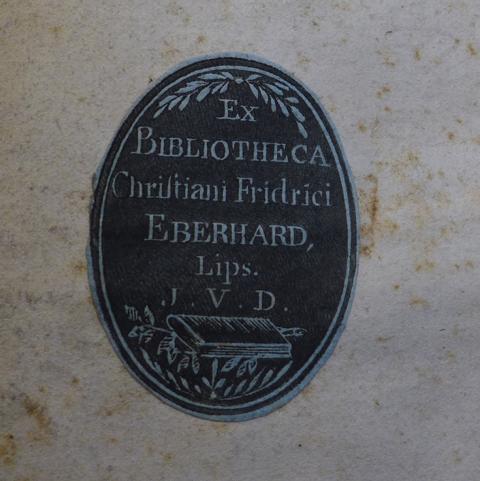 Ex
BIBLIOTHECA
Chriſtiani Fridrici
EBERHARD,
Lips.
J. V. D.